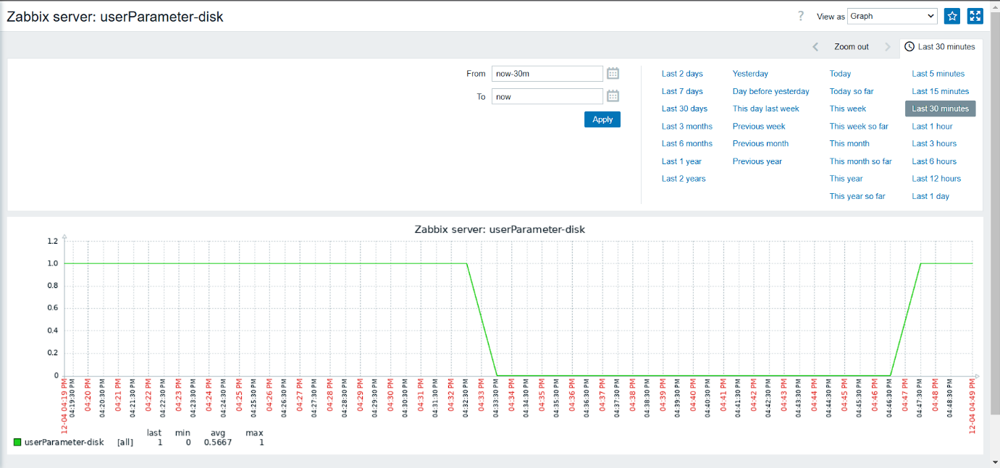 Zabbix server: userParameter-disk
? View as Graph
Zoom out Last 30 minutes
From now-30m
To now
Apply
Last 2 days Yesterday Today Last 5 minutes
Last 7 days Day before yesterday Today so far Last 15 minutes
Last 30 days This day last week This week Last 30 minutes
Last 3 months Previous week This week so far Last 1 hour
Last 6 months Previous month This month Last 3 hours
Last 1 year Previous year This month so far Last 6 hours
Last 2 years This year Last 12 hours
This year so far Last 1 day
Zabbix server: userParameter-disk
1.2
1.0
0.8
0.6
0.4
0.2
0
12-04 04:19 PM
04:19:30 PM
04:20 PM
04:20:30 PM
04:21 PM
04:21:30 PM
04:22 PM
04:22:30 PM
04:23 PM
04:23:30 PM
04:24 PM
04:24:30 PM
04:25 PM
04:25:30 PM
04:26 PM
04:26:30 PM
04:27 PM
04:27:30 PM
04:28 PM
04:28:30 PM
04:29 PM
04:29:30 PM
04:30 PM
04:30:30 PM
04:31 PM
04:31:30 PM
04:32 PM
04:32:30 PM
04:33 PM
04:33:30 PM
04:34 PM
04:34:30 PM
04:35 PM
04:35:30 PM
04:36 PM
04:36:30 PM
04:37 PM
04:37:30 PM
04:38 PM
04:38:30 PM
04:39 PM
04:39:30 PM
04:40 PM
04:40:30 PM
04:41 PM
04:41:30 PM
04:42 PM
04:42:30 PM
04:43 PM
04:43:30 PM
04:44 PM
04:44:30 PM
04:45 PM
04:45:30 PM
04:46 PM
04:46:30 PM
04:47 PM
04:47:30 PM
04:48 PM
04:48:30 PM
12-04 04:49 PM
last min avg max
userParameter-disk [all] 1 0 0.5667 1